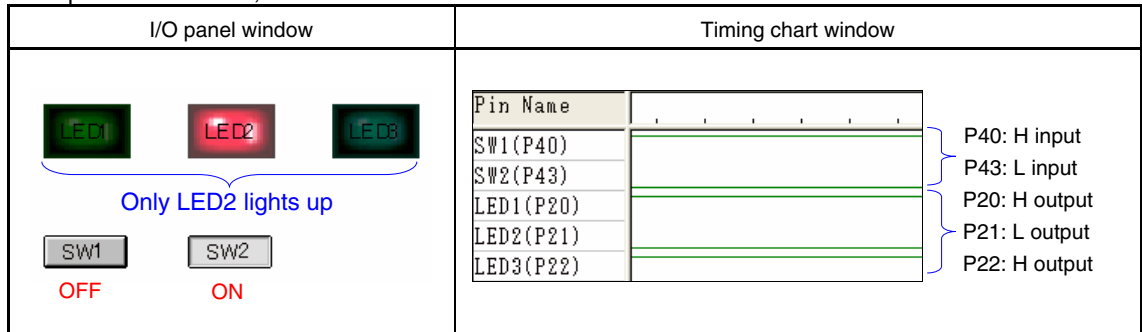 I/O panel window
Timing chart window
LED1
LED2
LED3
Only LED2 lights up
SW1
SW2
OFF
ON
Pin Name
SW1(P40)
SW2(P43)
LED1(P20)
LED2(P21)
LED3(P22)
P40: H input
P43: L input
P20: H output
P21: L output
P22: H output